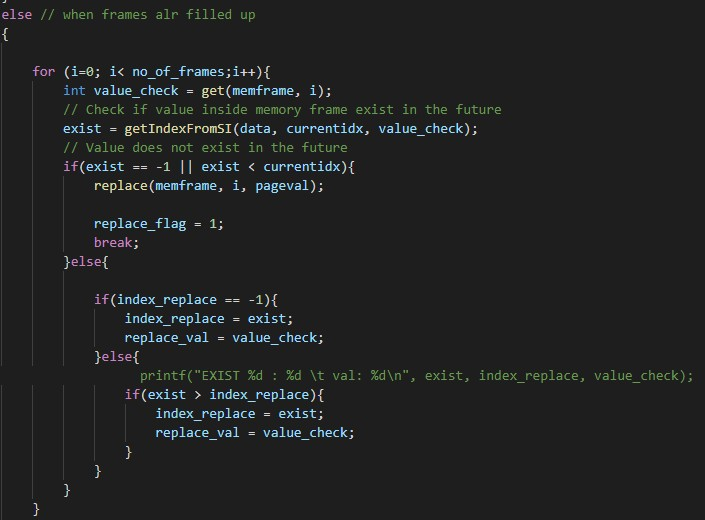 else // when frames alr filled up
{
for (i=0; i< no_of_frames;i++){
int value_check = get(memframe, i);
// Check if value inside memory frame exist in the future
exist = getIndexFromSI(data, currentidx, value_check);
// Value does not exist in the future
if(exist == -1 || exist < currentidx){
replace(memframe, i, pageval);
replace_flag = 1;
break;
}else{
if(index_replace == -1){
index_replace = exist;
replace_val = value_check;
}else{
printf("EXIST %d : %d \t val: %d\n", exist, index_replace, value_check);
if(exist > index_replace){
index_replace = exist;
replace_val = value_check;
}
}
}
}